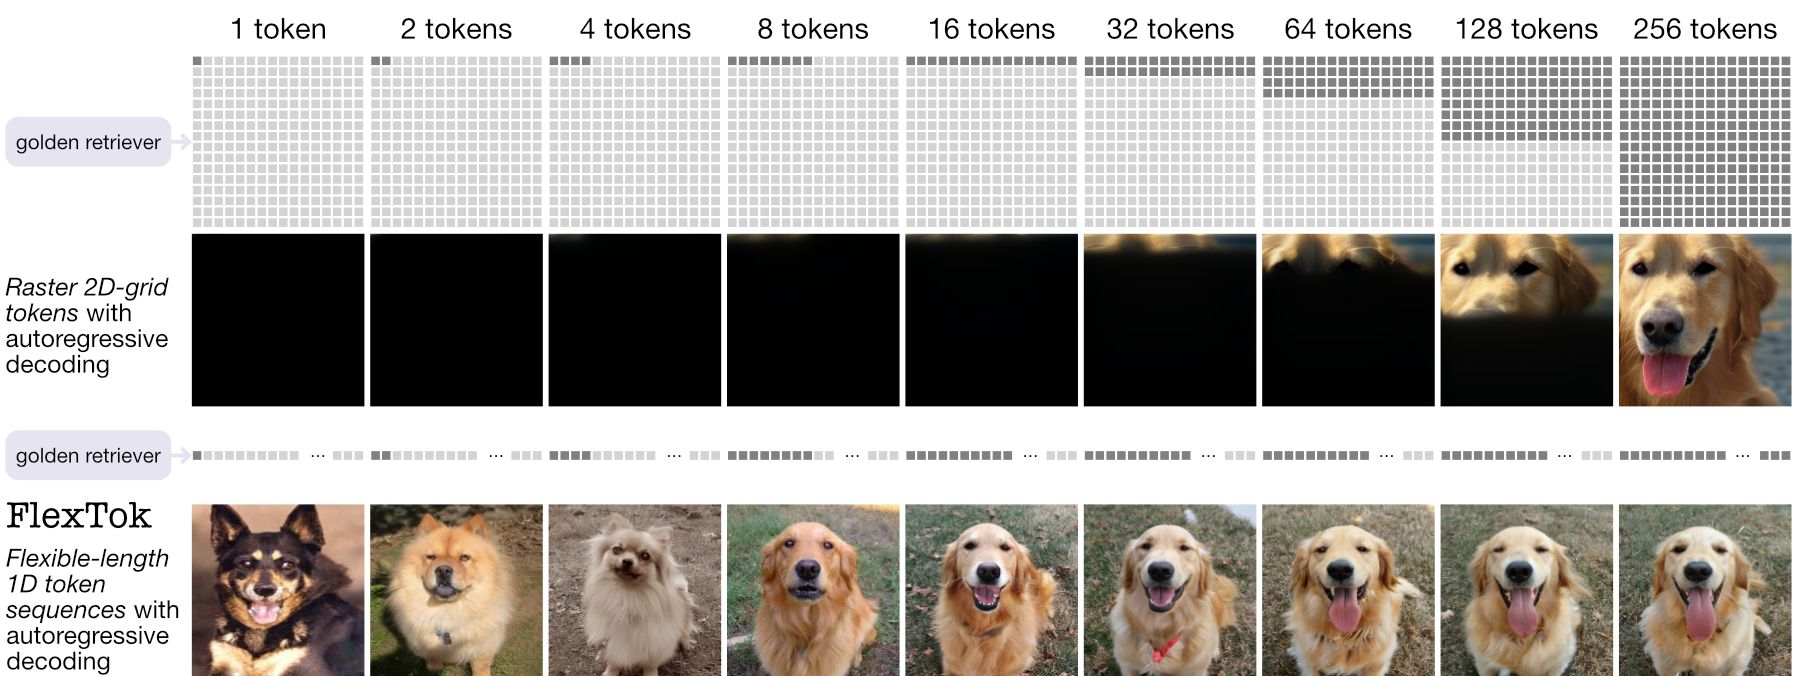 1 token 2 tokens 4 tokens 8 tokens 16 tokens 32 tokens 64 tokens 128 tokens 256 tokens
golden retriever
Raster 2D-grid
tokens with
autoregressive
decoding
golden retriever
... ... ... ... ... ... ... ... ...
FlexTok
Flexible-length
1D token
sequences with
autoregressive
decoding